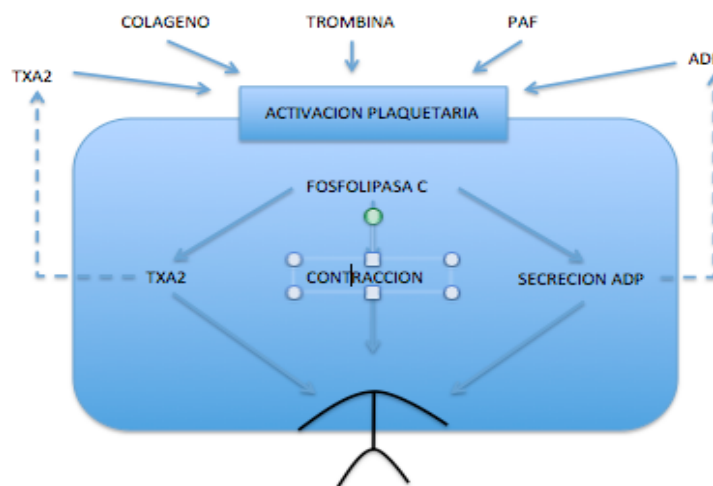 COLAGENO
TROMBINA
PAF
TXA2
ACTIVACION PLAQUETARIA
FOSFOLIPASA C
TXA2
CONTRACCION
SECRECION ADP